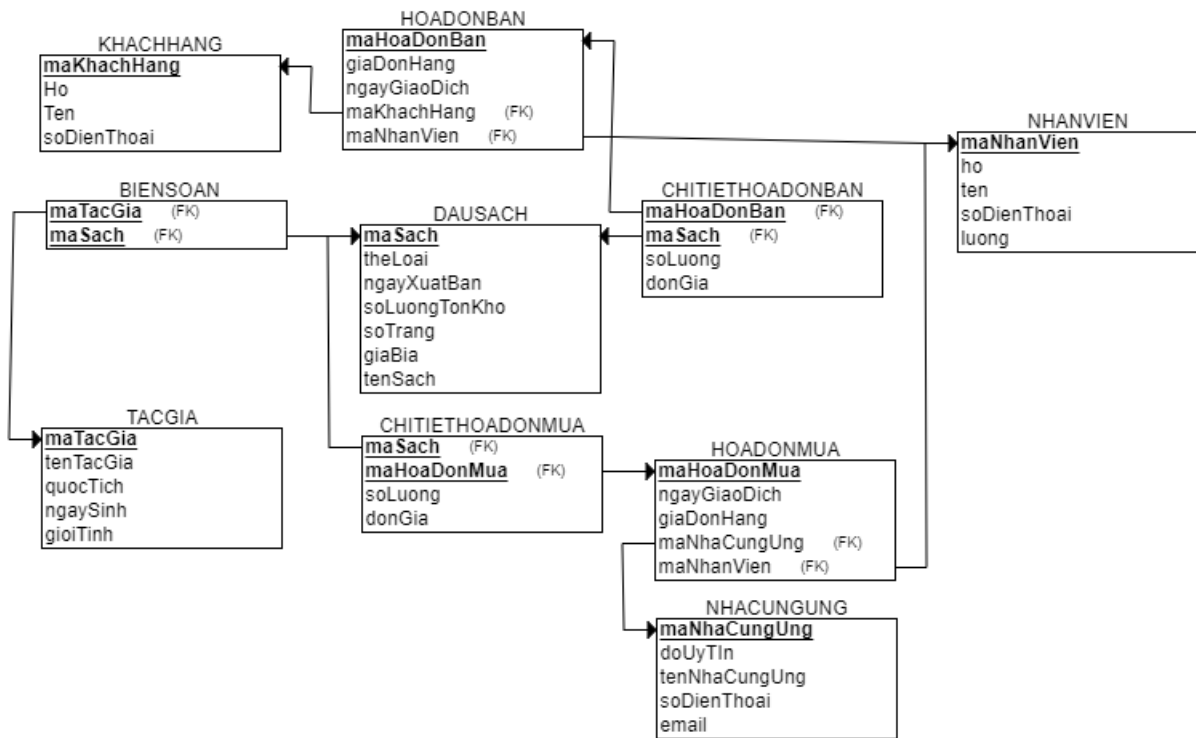 HOADONBAN
maHoaDonBan
giaDonHang
ngayGiaoDich
maKhachHang (FK)
maNhanVien (FK)
KHACHHANG
maKhachHang
Ho
Ten
soDienThoai
NHANVIEN
maNhanVien
ho
ten
soDienThoai
luong
BIENSOAN
maTacGia (FK)
maSach (FK)
DAUSACH
maSach
theLoai
ngayXuatBan
soLuongTonKho
soTrang
giaBia
tenSach
CHITIETHOADONBAN
maHoaDonBan (FK)
maSach (FK)
soLuong
donGia
TACGIA
maTacGia
tenTacGia
quocTich
ngaySinh
gioiTinh
CHITIETHOADONMUA
maSach (FK)
maHoaDonMua (FK)
soLuong
donGia
HOADONMUA
maHoaDonMua
ngayGiaoDich
giaDonHang
maNhaCungUng (FK)
maNhanVien (FK)
NHACUNGUNG
maNhaCungUng
doUyTIn
tenNhaCungUng
soDienThoai
email